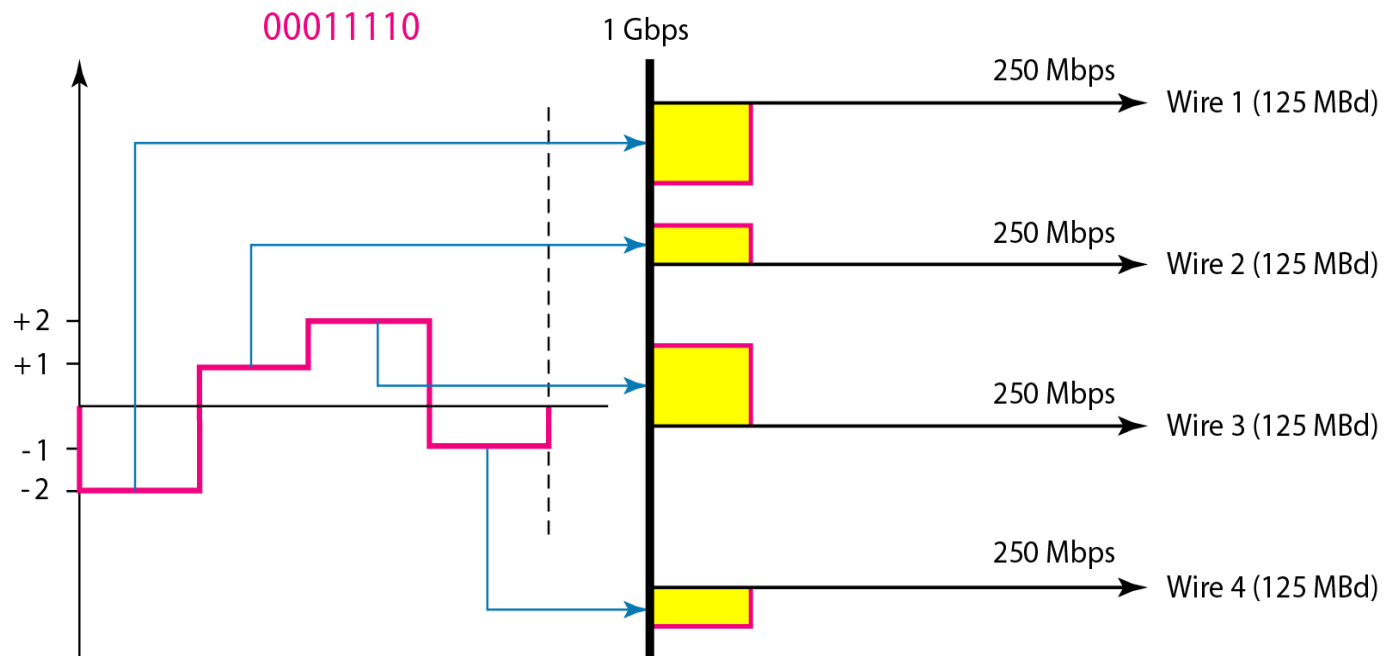 00011110
1 Gbps
250 Mbps
Wire 1 (125 MBd)
250 Mbps
Wire 2 (125 MBd)
+2
+1
-1
-2
250 Mbps
Wire 3 (125 MBd)
250 Mbps
Wire 4 (125 MBd)